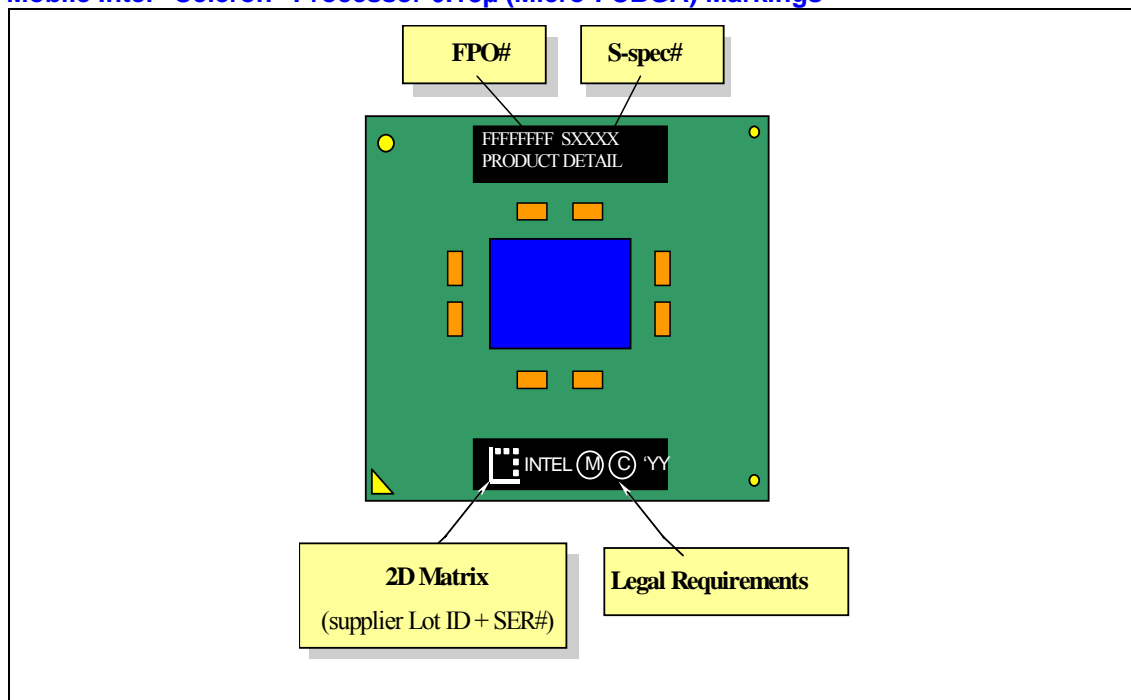 FPO#
S-spec#
FFFFFFFF SXXXX
PRODUCT DETAIL
INTEL M C 'YY
2D Matrix
(supplier Lot ID + SER#)
Legal Requirements